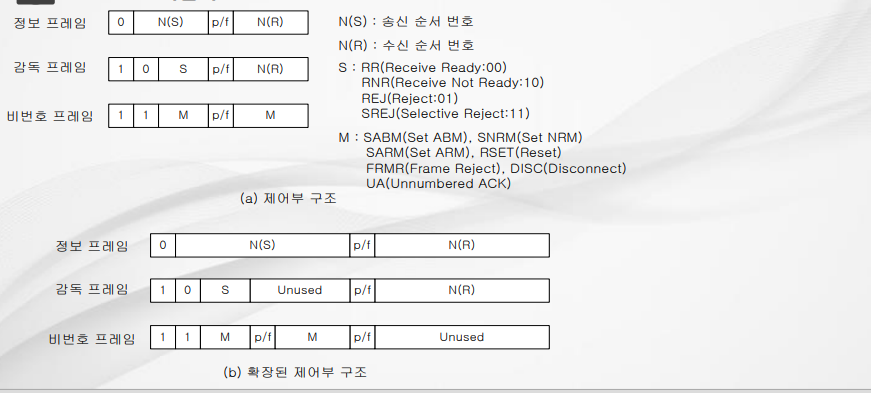 정보 프레임 0 N(S) p/f N(R)
N(S) : 송신 순서 번호
N(R) : 수신 순서 번호
감독 프레임 1 0 S p/f N(R)
S : RR(Receive Ready:00)
RNR(Receive Not Ready:10)
REJ(Reject:01)
SREJ(Selective Reject:11)
비번호 프레임 1 1 M p/f M
M : SABM(Set ABM), SNRM(Set NRM)
SARM(Set ARM), RSET(Reset)
FRMR(Frame Reject), DISC(Disconnect)
UA(Unnumbered ACK)
(a) 제어부 구조
정보 프레임 0 N(S) p/f N(R)
감독 프레임 1 0 S Unused p/f N(R)
비번호 프레임 1 1 M p/f M p/f Unused
(b) 확장된 제어부 구조